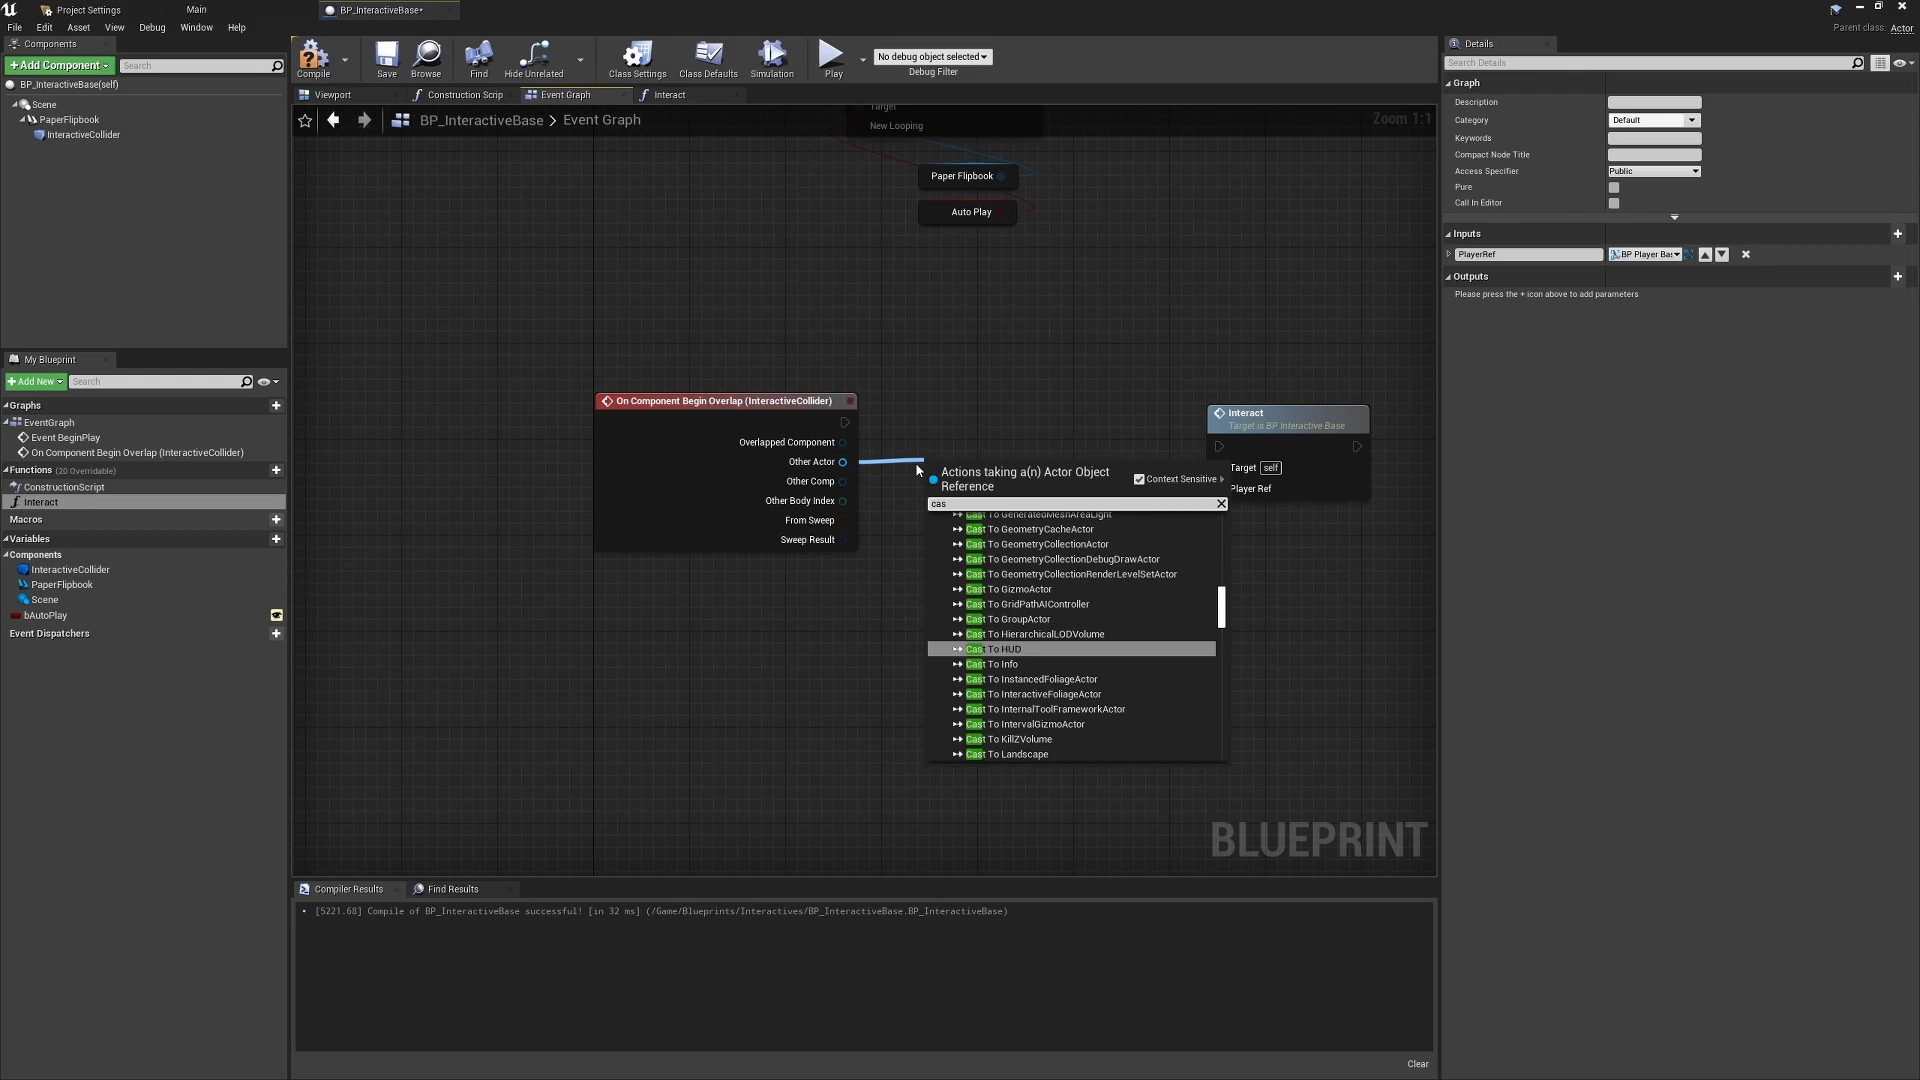 Project Settings
Main
BP_InteractiveBase*
File
Edit
Asset
View
Debug
Window
Help
Parent class: Actor
Components
+Add Component
Search
BP_InteractiveBase(self)
Scene
PaperFlipbook
InteractiveCollider
Compile
Save
Browse
Find
Hide Unrelated
Class Settings
Class Defaults
Simulation
Play
No debug object selected
Debug Filter
Viewport
Construction Scrip
Event Graph
Interact
BP_InteractiveBase > Event Graph
Zoom 1:1
Target
New Looping
Paper Flipbook
Auto Play
On Component Begin Overlap (InteractiveCollider)
Overlapped Component
Other Actor
Other Comp
Other Body Index
From Sweep
Sweep Result
Interact
Target is BP Interactive Base
Target self
Player Ref
Actions taking a(n) Actor Object
Reference
Context Sensitive
cas
Cast To GeneratedMeshAreaLight
Cast To GeometryCacheActor
Cast To GeometryCollectionActor
Cast To GeometryCollectionDebugDrawActor
Cast To GeometryCollectionRenderLevelSetActor
Cast To GizmoActor
Cast To GridPathAIController
Cast To GroupActor
Cast To HierarchicalLODVolume
Cast To HUD
Cast To Info
Cast To InstancedFoliageActor
Cast To InteractiveFoliageActor
Cast To InternalToolFrameworkActor
Cast To IntervalGizmoActor
Cast To KillZVolume
Cast To Landscape
BLUEPRINT
My Blueprint
+Add New
Search
Graphs
EventGraph
Event BeginPlay
On Component Begin Overlap (InteractiveCollider)
Functions (20 Overridable)
ConstructionScript
Interact
Macros
Variables
Components
InteractiveCollider
PaperFlipbook
Scene
bAutoPlay
Event Dispatchers
Compiler Results
Find Results
[5221.68] Compile of BP_InteractiveBase successful! [in 32 ms] (/Game/Blueprints/Interactives/BP_InteractiveBase.BP_InteractiveBase)
Clear
Details
Search Details
Graph
Description
Category
Default
Keywords
Compact Node Title
Access Specifier
Public
Pure
Call In Editor
Inputs
PlayerRef
BP Player Bas
Outputs
Please press the + icon above to add parameters